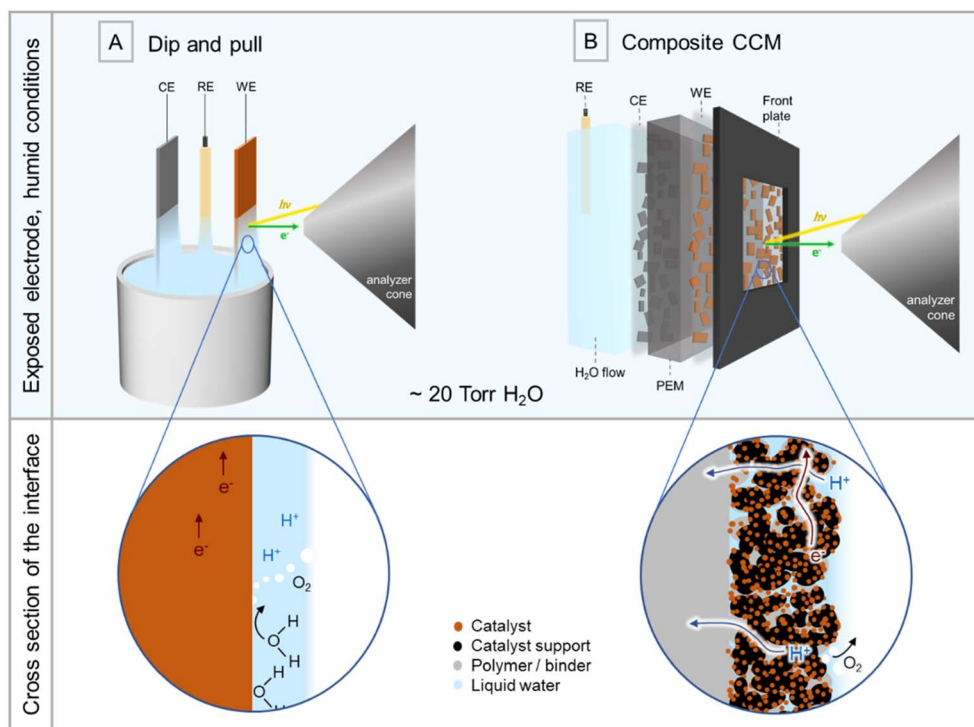 Exposed electrode, humid conditions
A Dip and pull
CE RE WE
hν
e-
analyzer
cone
B Composite CCM
RE
CE
WE
Front
plate
hν
e-
analyzer
cone
H2O flow
PEM
~ 20 Torr H2O
Cross section of the interface
e-
e-
H+
H+
O2
O H
H
H
O
H
Catalyst
Catalyst support
Polymer / binder
Liquid water
H+
e-
H+
O2